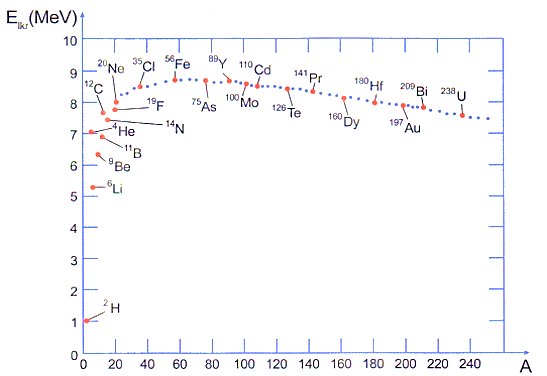 E_lkr(MeV)
10
9
8
7
6
5
4
3
2
1
0
²⁰Ne
³⁵Cl
⁵⁶Fe
⁸⁹Y
¹¹⁰Cd
¹⁴¹Pr
¹⁸⁰Hf
²⁰⁹Bi
²³⁸U
¹²C
¹⁹F
⁷⁵As
¹⁰⁰Mo
¹²⁶Te
¹⁶⁰Dy
¹⁹⁷Au
⁴He
¹⁴N
¹¹B
⁹Be
⁶Li
²H
0 20 40 60 80 100 120 140 160 180 200 220 240 A